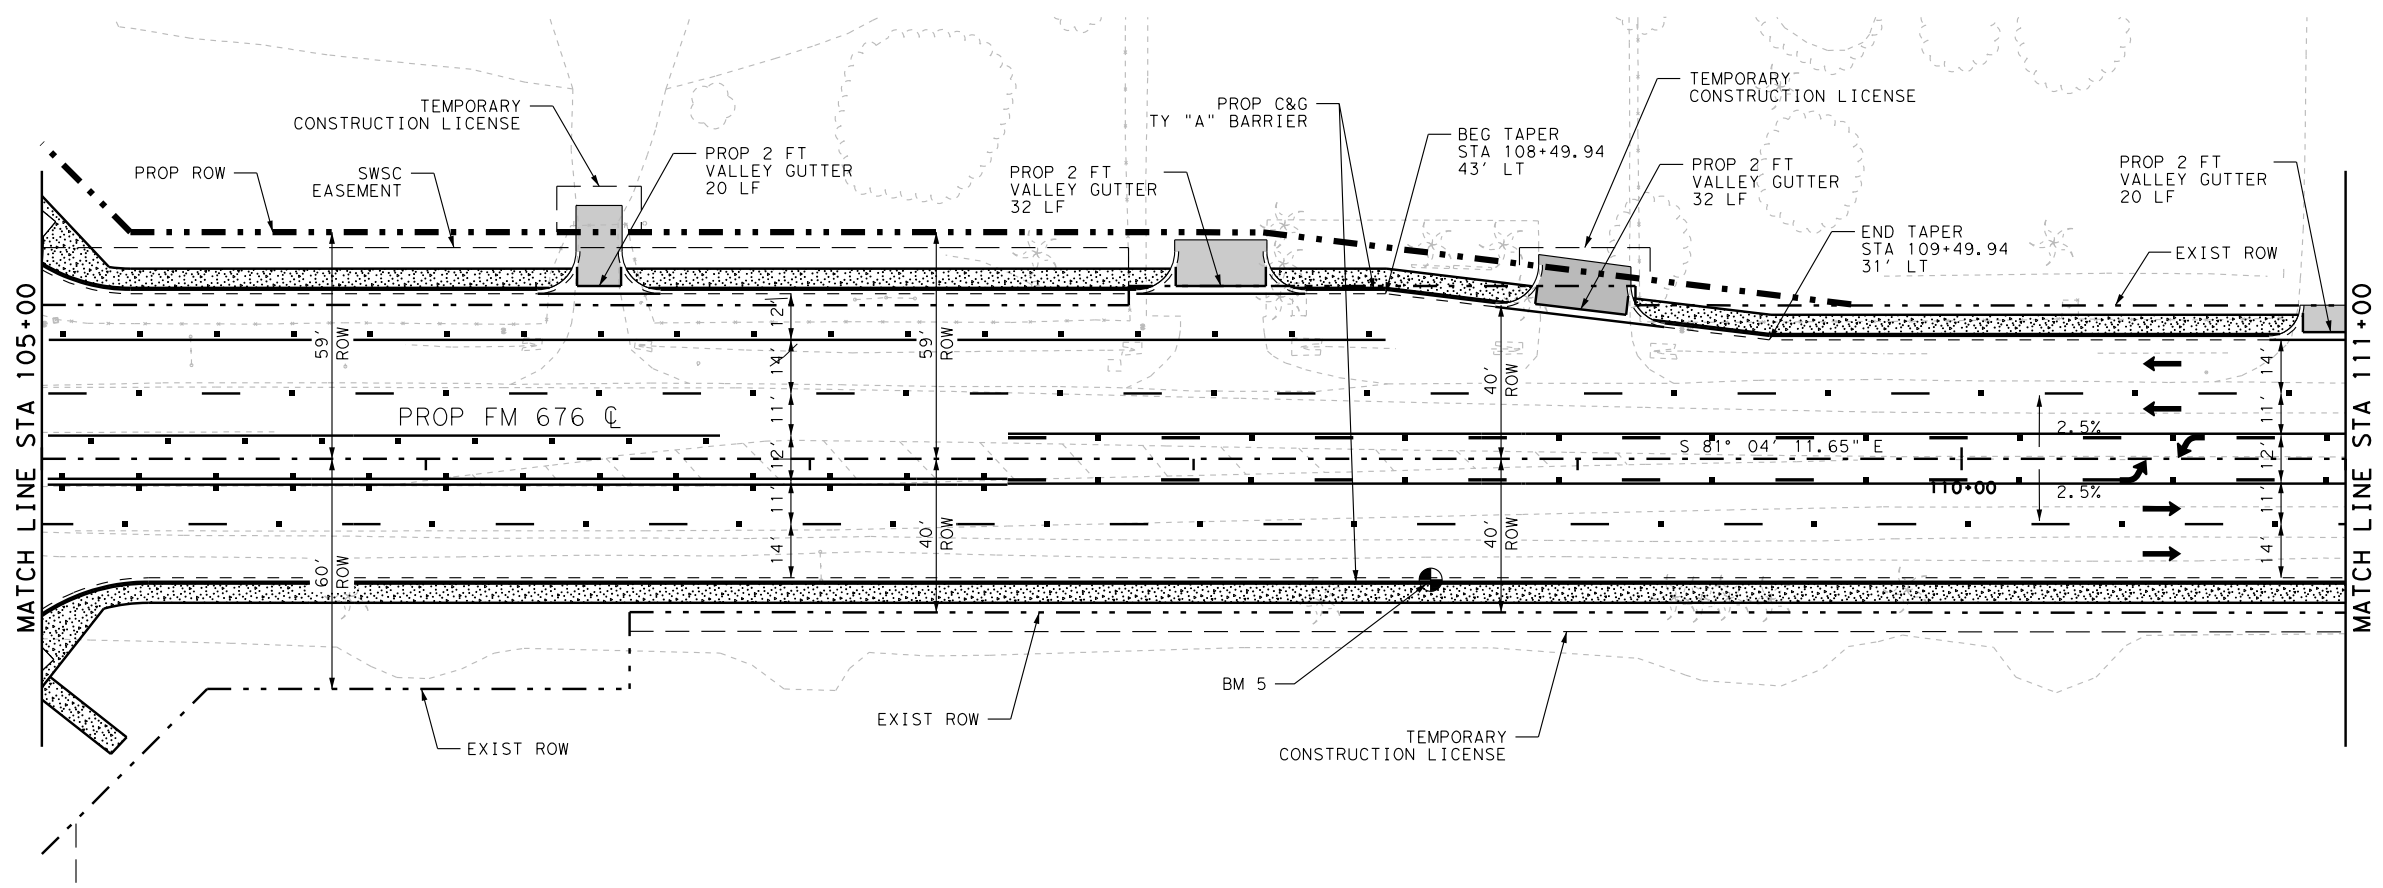 TEMPORARY
CONSTRUCTION LICENSE
PROP ROW
SWSC
EASEMENT
PROP 2 FT
VALLEY GUTTER
20 LF
PROP C&G
TY "A" BARRIER
PROP 2 FT
VALLEY GUTTER
32 LF
BEG TAPER
STA 108+49.94
43' LT
TEMPORARY
CONSTRUCTION LICENSE
PROP 2 FT
VALLEY GUTTER
32 LF
END TAPER
STA 109+49.94
31' LT
PROP 2 FT
VALLEY GUTTER
20 LF
EXIST ROW
MATCH LINE STA 105+00
59'
ROW
60'
ROW
PROP FM 676 ℄
12'
14'
11'
12'
11'
14'
59'
ROW
40'
ROW
40'
ROW
40'
ROW
S 81° 04' 11.65" E
110+00
2.5%
2.5%
14'
11'
12'
11'
14'
MATCH LINE STA 111+00
BM 5
EXIST ROW
EXIST ROW
TEMPORARY
CONSTRUCTION LICENSE